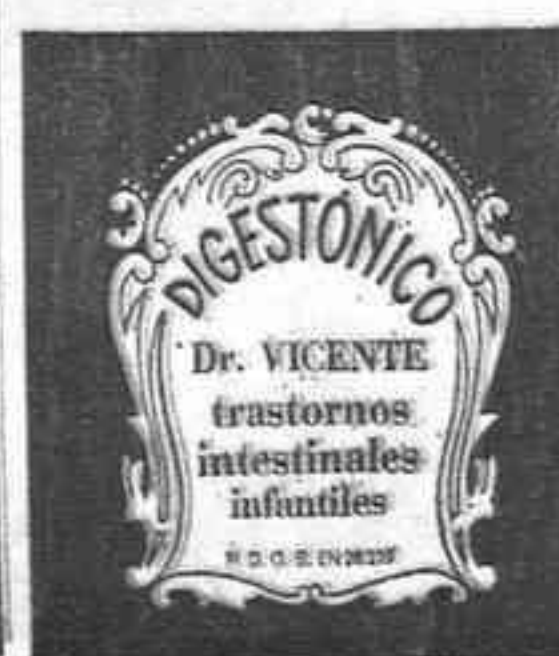 DIGESTÓNICO
Dr. VICENTE
trastornos
intestinales
infantiles